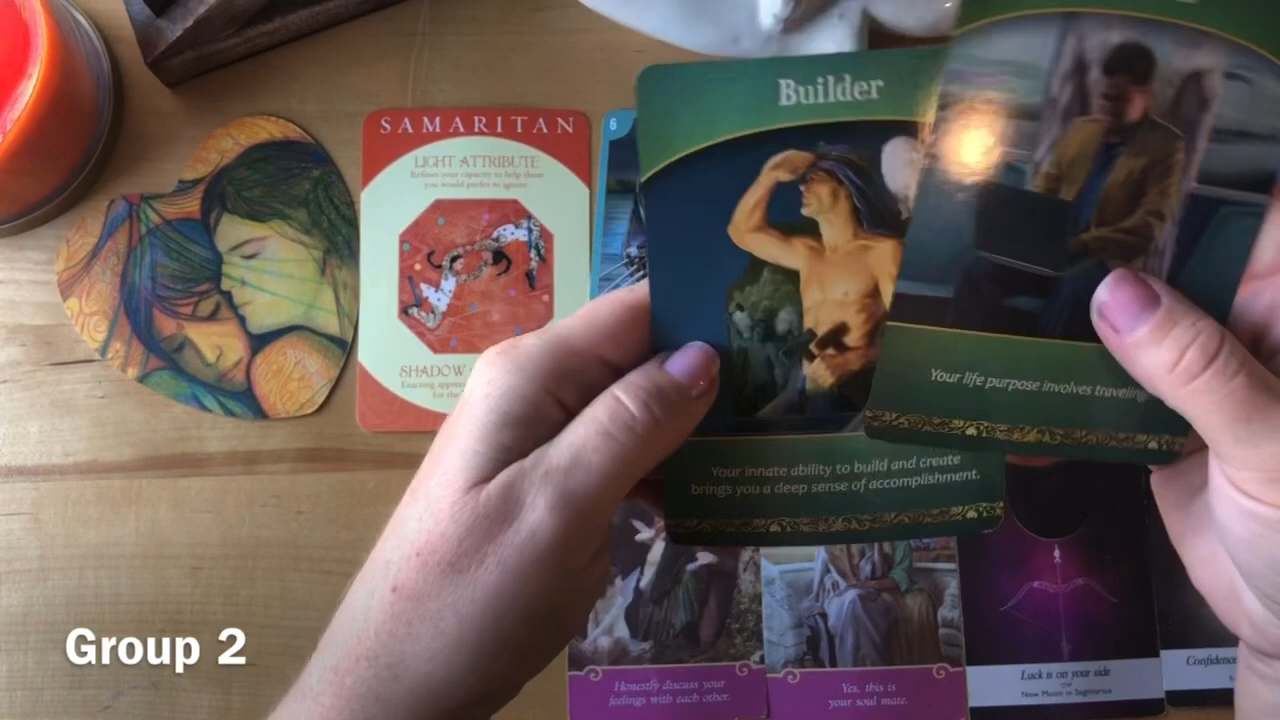 SAMARITAN
LIGHT ATTRIBUTE
Refines your capacity to help those
you would prefer to ignore
SHADOW
for the
6
Builder
Your innate ability to build and create
brings you a deep sense of accomplishment.
Your life purpose involves traveling
Honestly discuss your
feelings with each other.
Yes, this is
your soul mate.
Luck is on your side
New Moon in Sagittarius
Confidence
Group 2